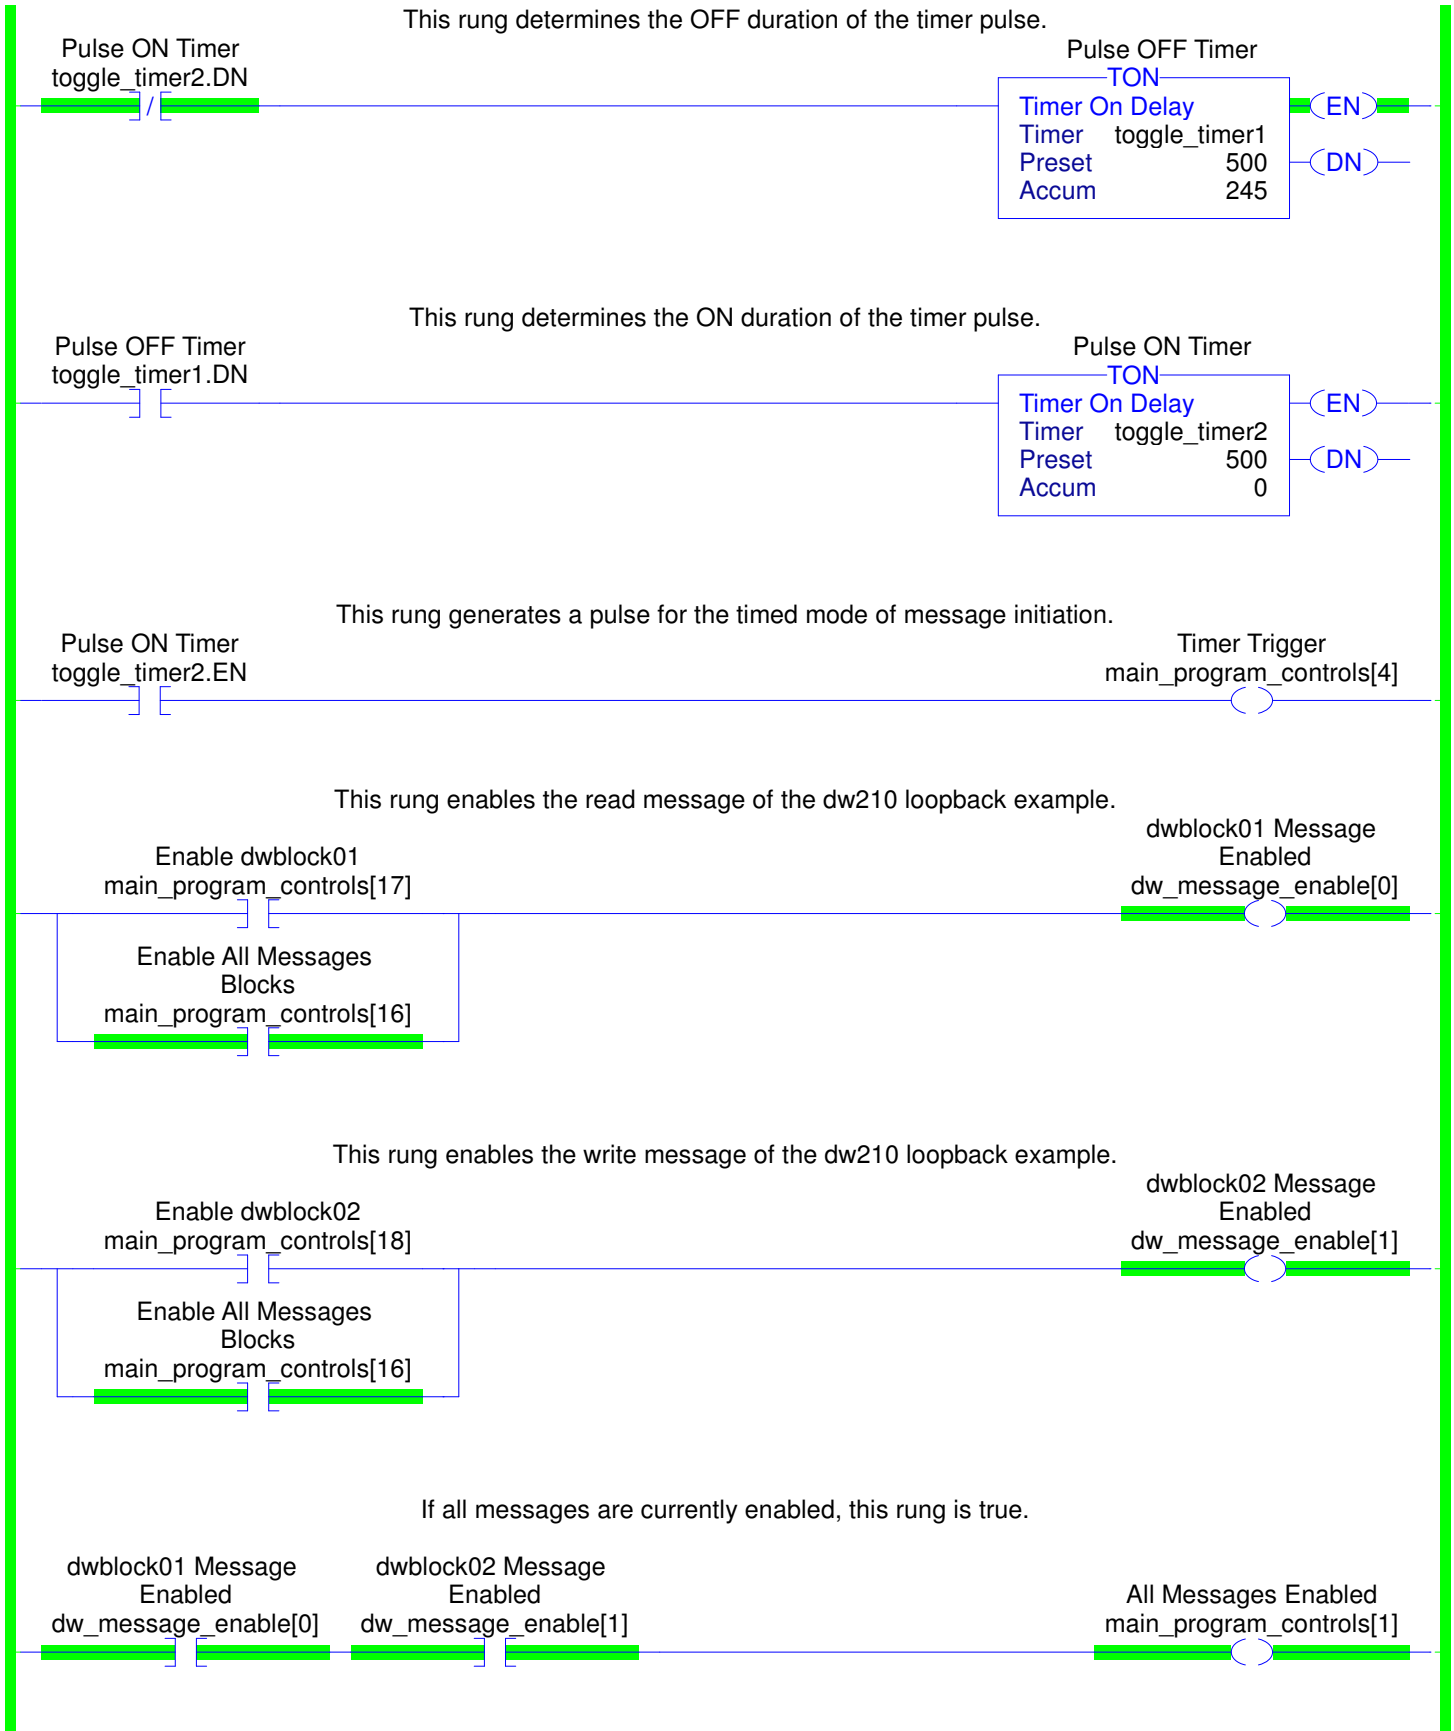 This rung determines the OFF duration of the timer pulse.
Pulse ON Timer
toggle_timer2.DN
/
Pulse OFF Timer
TON
Timer On Delay
Timer toggle_timer1
Preset 500
Accum 245
EN
DN
This rung determines the ON duration of the timer pulse.
Pulse OFF Timer
toggle_timer1.DN
Pulse ON Timer
TON
Timer On Delay
Timer toggle_timer2
Preset 500
Accum 0
EN
DN
This rung generates a pulse for the timed mode of message initiation.
Pulse ON Timer
toggle_timer2.EN
Timer Trigger
main_program_controls[4]
This rung enables the read message of the dw210 loopback example.
Enable dwblock01
main_program_controls[17]
Enable All Messages
Blocks
main_program_controls[16]
dwblock01 Message
Enabled
dw_message_enable[0]
This rung enables the write message of the dw210 loopback example.
Enable dwblock02
main_program_controls[18]
Enable All Messages
Blocks
main_program_controls[16]
dwblock02 Message
Enabled
dw_message_enable[1]
If all messages are currently enabled, this rung is true.
dwblock01 Message
Enabled
dw_message_enable[0]
dwblock02 Message
Enabled
dw_message_enable[1]
All Messages Enabled
main_program_controls[1]